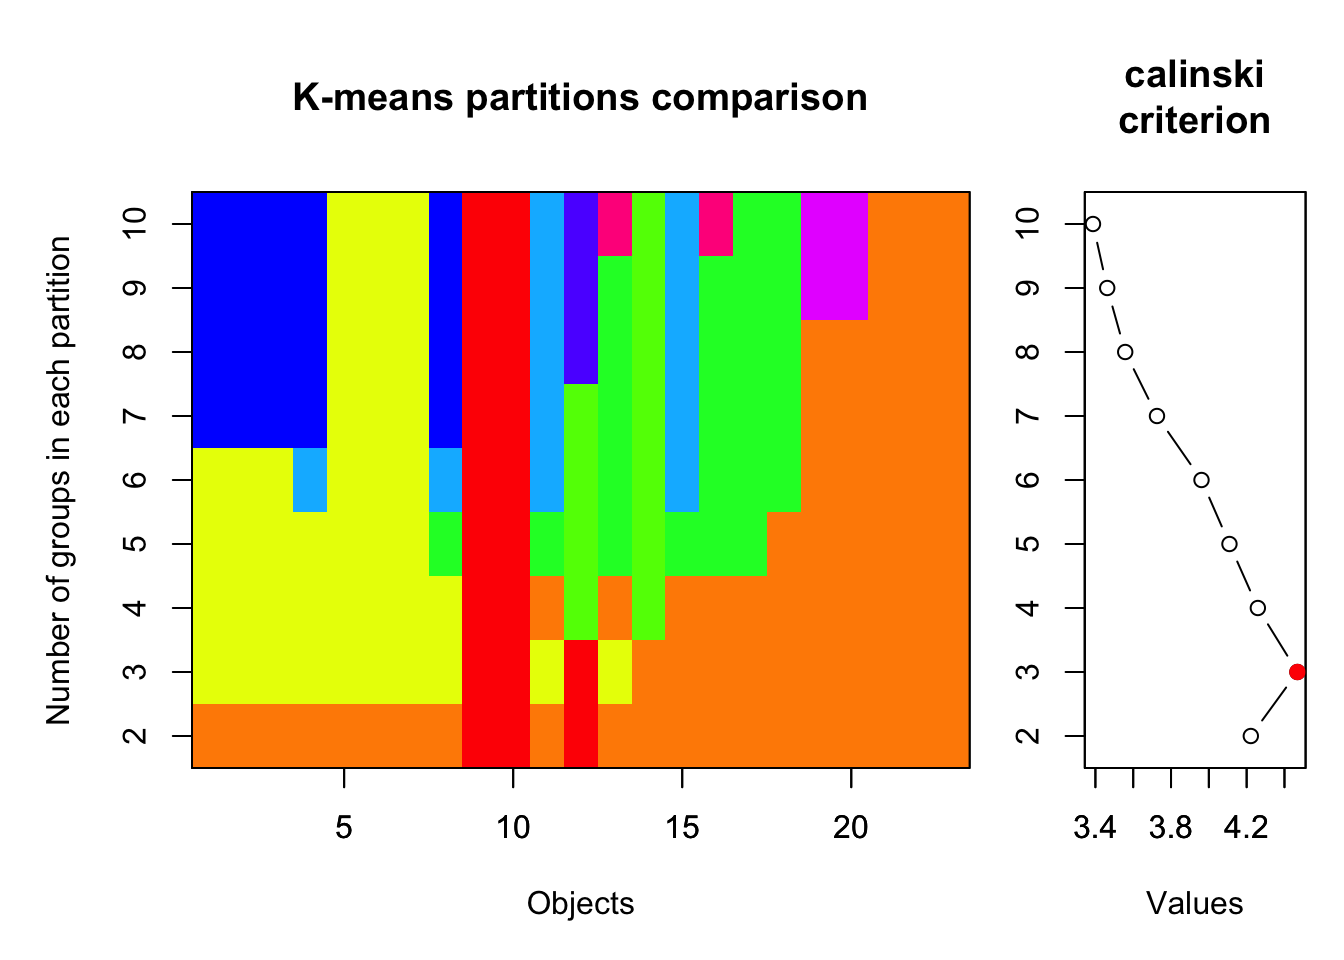 K-means partitions comparison
calinski
criterion
Number of groups in each partition
10
9
8
7
6
5
4
3
2
5 10 15 20
Objects
10
9
8
7
6
5
4
3
2
3.4 3.8 4.2
Values